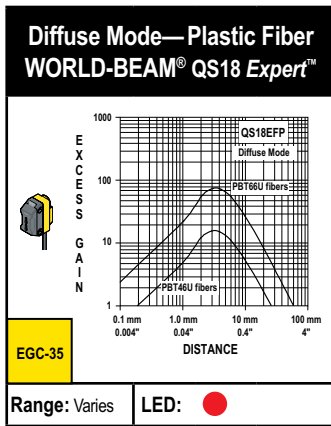 Diffuse Mode—Plastic Fiber
WORLD-BEAM® QS18 Expert™
EXCESS GAIN
1000
100
10
1
QS18EFP
Diffuse Mode
PBT66U fibers
PBT46U fibers
0.1 mm 1.0 mm 10 mm 100 mm
0.004" 0.04" 0.4" 4"
DISTANCE
EGC-35
Range: Varies LED: